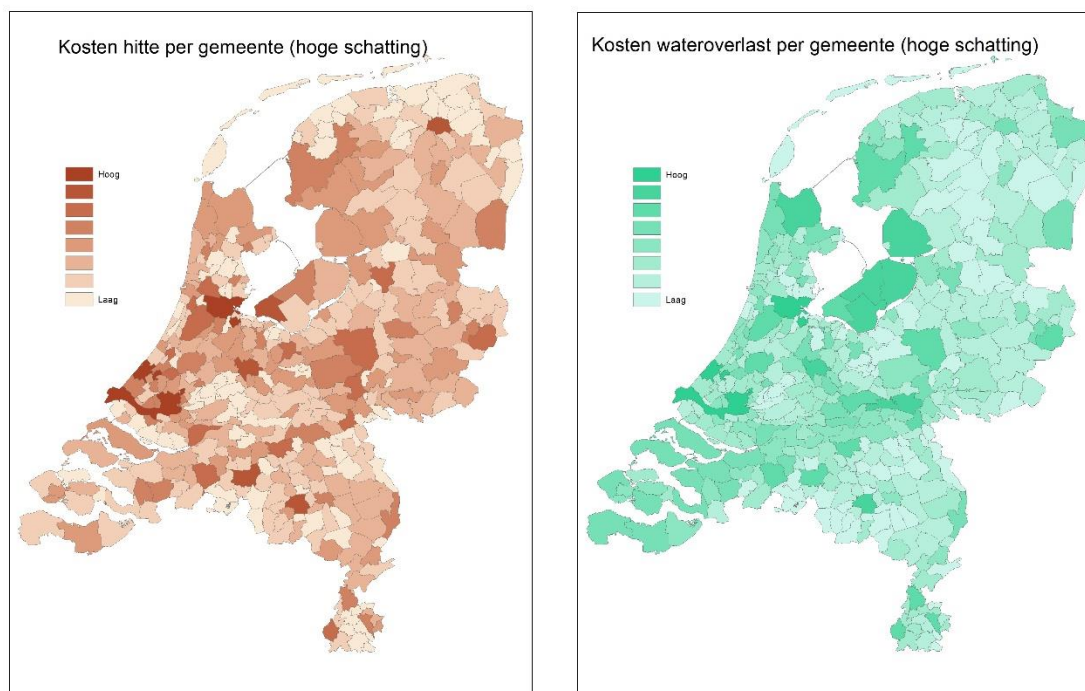 Kosten hitte per gemeente (hoge schatting)
Hoog
Laag
Kosten wateroverlast per gemeente (hoge schatting)
Hoog
Laag